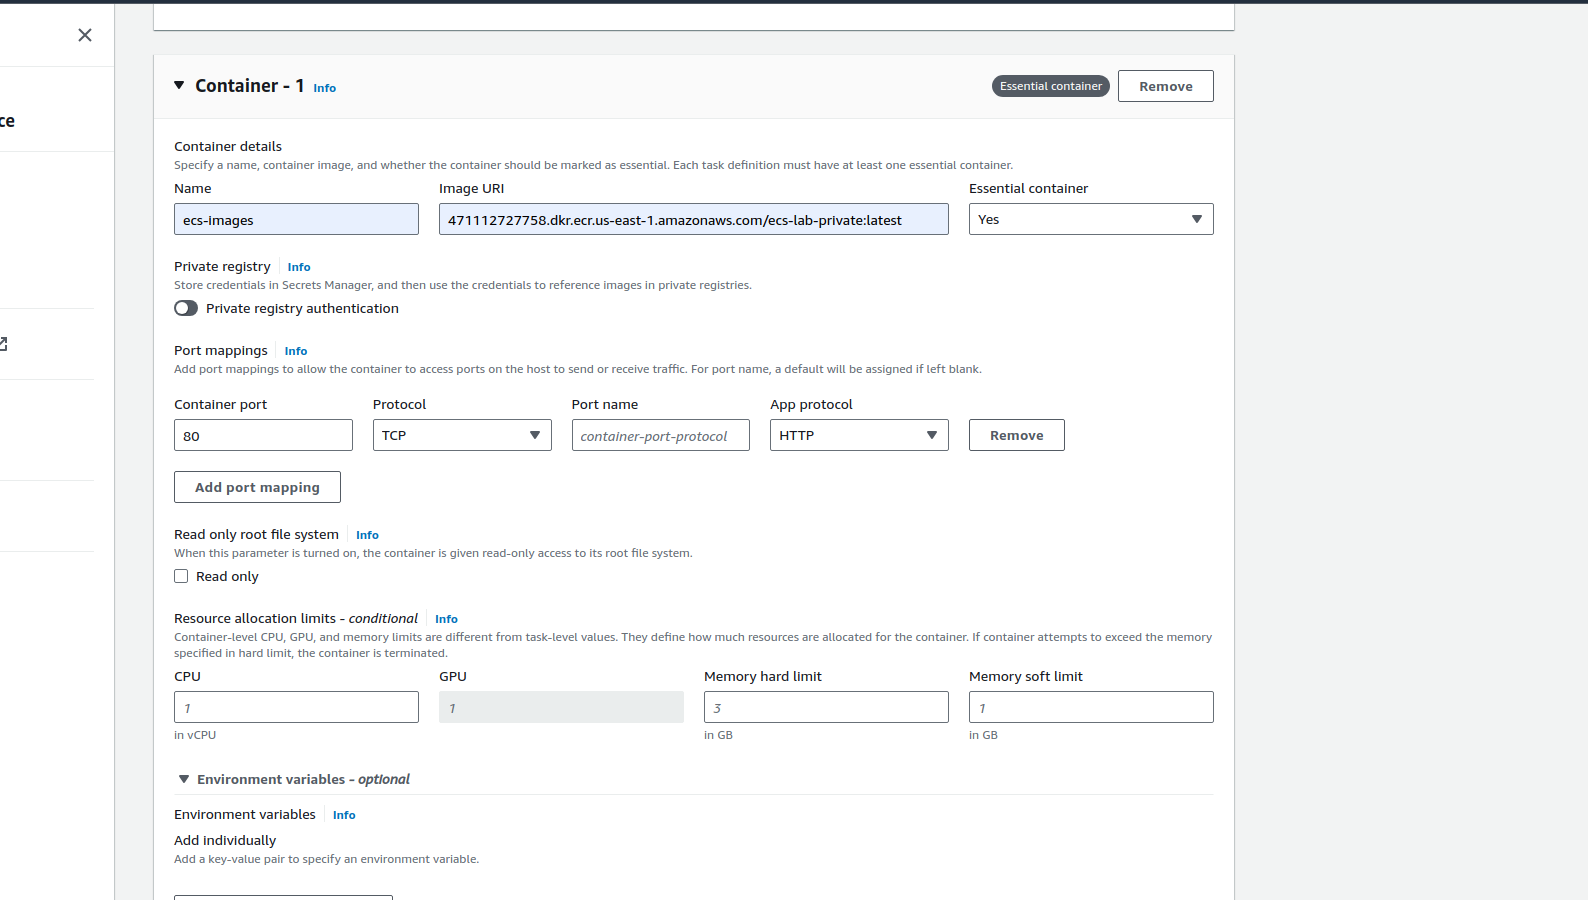 Container - 1 Info
Essential container
Remove
ce
Container details
Specify a name, container image, and whether the container should be marked as essential. Each task definition must have at least one essential container.
Name
Image URI
Essential container
ecs-images
471112727758.dkr.ecr.us-east-1.amazonaws.com/ecs-lab-private:latest
Yes
Private registry Info
Store credentials in Secrets Manager, and then use the credentials to reference images in private registries.
Private registry authentication
Port mappings Info
Add port mappings to allow the container to access ports on the host to send or receive traffic. For port name, a default will be assigned if left blank.
Container port
Protocol
Port name
App protocol
80
TCP
container-port-protocol
HTTP
Remove
Add port mapping
Read only root file system Info
When this parameter is turned on, the container is given read-only access to its root file system.
Read only
Resource allocation limits - conditional Info
Container-level CPU, GPU, and memory limits are different from task-level values. They define how much resources are allocated for the container. If container attempts to exceed the memory
specified in hard limit, the container is terminated.
CPU
GPU
Memory hard limit
Memory soft limit
1
1
3
1
in vCPU
in GB
in GB
Environment variables - optional
Environment variables Info
Add individually
Add a key-value pair to specify an environment variable.